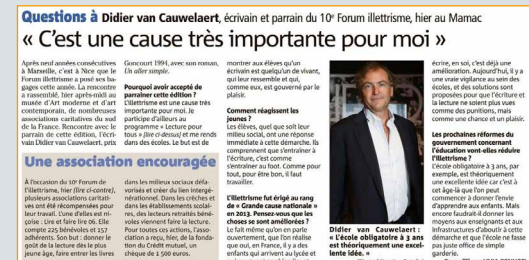 Questions à Didier van Cauwelaert, écrivain et parrain du 10e Forum illettrisme, hier au Mamac
« C'est une cause très importante pour moi »
Après neuf années consécutives
à Marseille, c'est à Nice que le
Forum illettrisme a posé ses ba-
gages cette année. La rencontre
a rassemblé, hier après-midi au
musée d'Art moderne et d'art
contemporain, de nombreuses
associations caritatives du sud
de la France. Rencontre avec le
parrain de cette édition, l'écri-
vain Didier van Cauwelaert, prix
Goncourt 1994, avec son roman,
Un aller simple.
Pourquoi avoir accepté de
parrainer cette édition ?
L'illettrisme est une cause très
importante pour moi. Je
participe d'ailleurs au
programme « Lecture pour
tous » (lire ci-dessus) et me rends
dans des écoles. Le but est de
montrer aux élèves qu'un
écrivain est quelqu'un de vivant,
qui leur ressemble et qui,
comme eux, est gouverné par le
plaisir.
Comment réagissent les
jeunes ?
Les élèves, quel que soit leur
milieu social, ont une réponse
immédiate à cette démarche. Ils
comprennent que s'entraîner à
l'écriture, c'est comme
s'entraîner au foot. Comme pour
tout, pour être bon, il faut
travailler.
L'illettrisme fut érigé au rang
de « Grande cause nationale »
en 2013. Pensez-vous que les
choses se sont améliorées ?
Le fait même qu'on en parle
ouvertement, que l'on réalise
que oui, en France, il y a des
enfants qui arrivent au lycée et
Didier van Cauwelaert :
« L'école obligatoire à 3 ans
est théoriquement une excel-
lente idée. »
écrire, en soi, c'est déjà une
amélioration. Aujourd'hui, il y a
une vraie vigilance au sein des
écoles, et des solutions sont
proposées pour que l'écriture et
la lecture ne soient plus vues
comme des punitions, mais
comme une chance et un plaisir.
Les prochaines réformes du
gouvernement concernant
l'éducation vont-elles réduire
l'illettrisme ?
L'école obligatoire à 3 ans, par
exemple, est théoriquement
une excellente idée car c'est à
cet âge-là que l'on peut
commencer à donner l'envie
d'apprendre aux enfants. Mais
encore faudrait-il donner les
moyens aux enseignants et aux
infrastructures d'aboutir à cette
démarche et que l'école ne fasse
pas juste office de simple
garderie.
Une association encouragée
À l'occasion du 10e Forum de
l'illettrisme, hier (lire ci-contre),
plusieurs associations caritati-
ves ont été récompensées pour
leur travail. L'une d'elles est ni-
çoise : Lire et faire lire 06. Elle
compte 225 bénévoles et 157
adhérents. Son but : donner le
goût de la lecture dès le plus
jeune âge, faire entrer les livres
dans les milieux sociaux défa-
vorisés et créer du lien intergé-
nérationnel. Dans les crèches et
dans les établissements scolai-
res, des lecteurs retraités béné-
voles viennent faire la lecture.
Pour toutes ces actions, l'asso-
ciation a reçu, hier, de la fonda-
tion du Crédit mutuel, un
chèque de 1 500 euros.